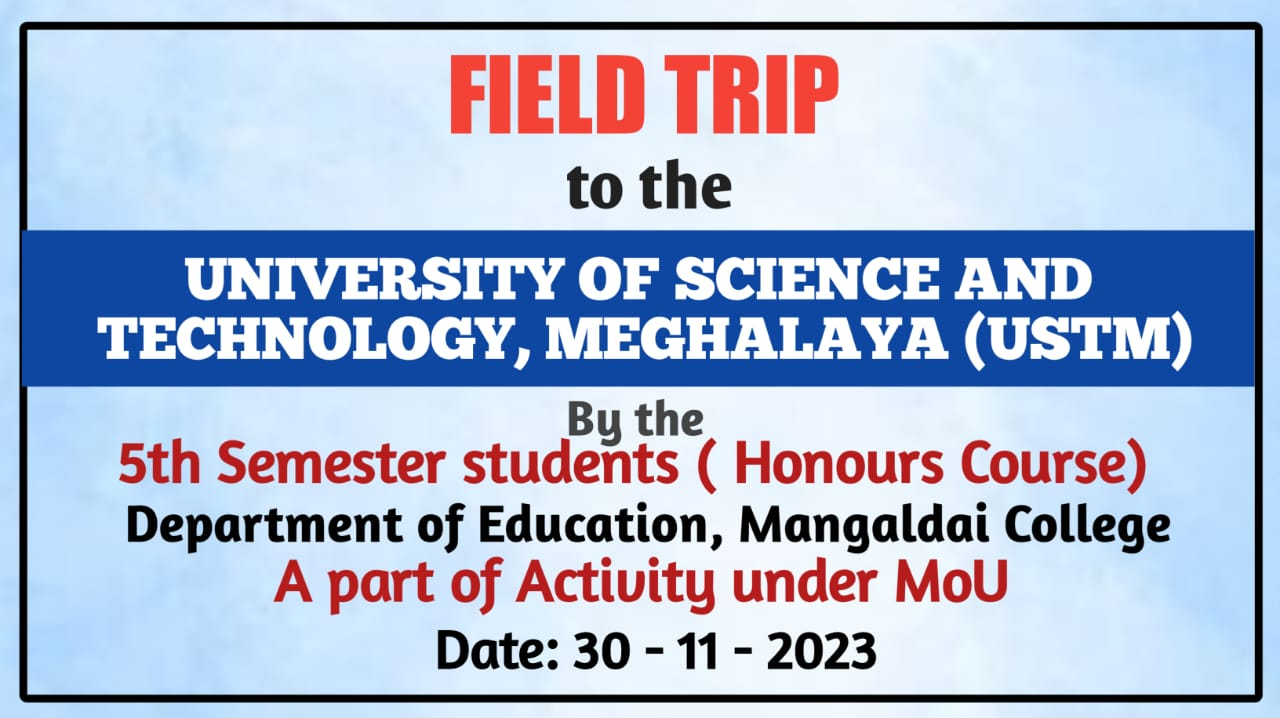 FIELD TRIP
to the
UNIVERSITY OF SCIENCE AND
TECHNOLOGY, MEGHALAYA (USTM)
By the
5th Semester students ( Honours Course)
Department of Education, Mangaldai College
A part of Activity under MoU
Date: 30 - 11 - 2023